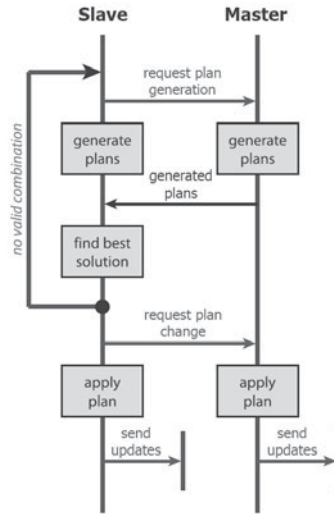 Slave Master
request plan
generation
generate
plans
generate
plans
generated
plans
find best
solution
no valid combination
request plan
change
apply
plan
apply
plan
send
updates
send
updates